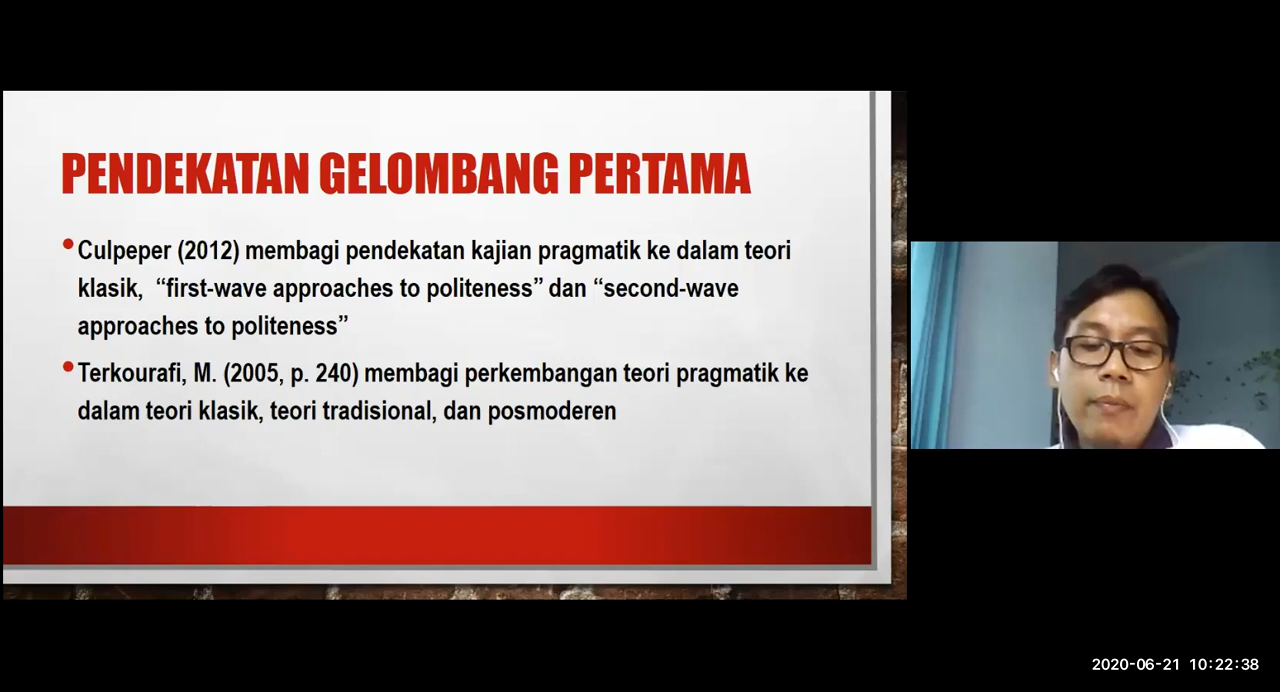 PENDEKATAN GELOMBANG PERTAMA
•Culpeper (2012) membagi pendekatan kajian pragmatik ke dalam teori
klasik,  “first-wave approaches to politeness” dan “second-wave
approaches to politeness”
•Terkourafi, M. (2005, p. 240) membagi perkembangan teori pragmatik ke
dalam teori klasik, teori tradisional, dan posmoderen
2020-06-21 10:22:38